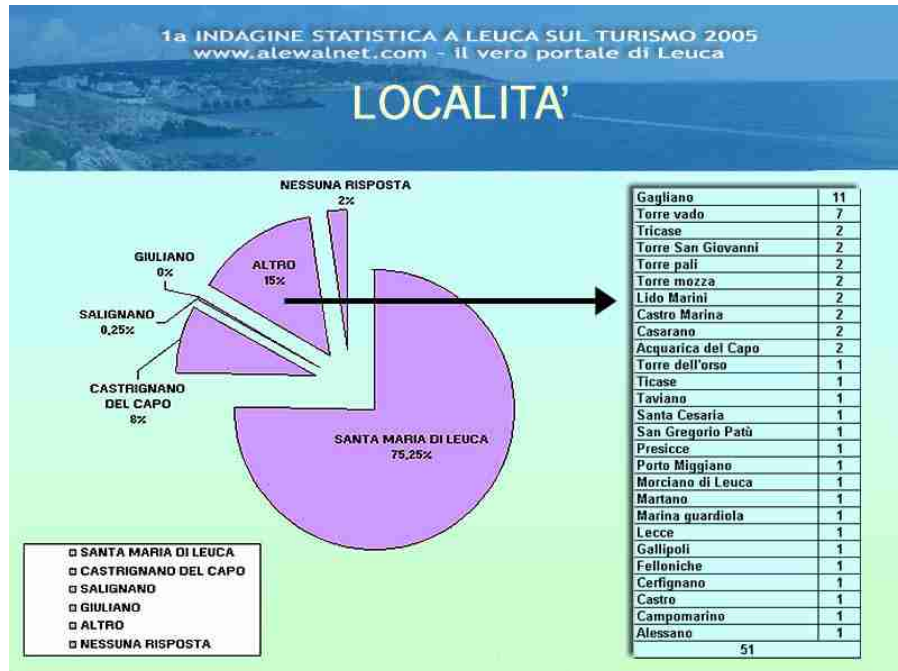 1a INDAGINE STATISTICA A LEUCA SUL TURISMO 2005
www.alewalnet.com - il vero portale di Leuca
LOCALITA'
NESSUNA RISPOSTA
2%
GIULIANO
0%
ALTRO
15%
SALIGNANO
0,25%
CASTRIGNANO
DEL CAPO
8%
SANTA MARIA DI LEUCA
75,25%
SANTA MARIA DI LEUCA
CASTRIGNANO DEL CAPO
SALIGNANO
GIULIANO
ALTRO
NESSUNA RISPOSTA
Gagliano 11
Torre vado 7
Tricase 2
Torre San Giovanni 2
Torre pali 2
Torre mozza 2
Lido Marini 2
Castro Marina 2
Casarano 2
Acquarica del Capo 2
Torre dell'orso 1
Ticase 1
Taviano 1
Santa Cesaria 1
San Gregorio Patù 1
Presicce 1
Porto Miggiano 1
Morciano di Leuca 1
Martano 1
Marina guardiola 1
Lecce 1
Gallipoli 1
Felloniche 1
Cerfignano 1
Castro 1
Campomarino 1
Alessano 1
51